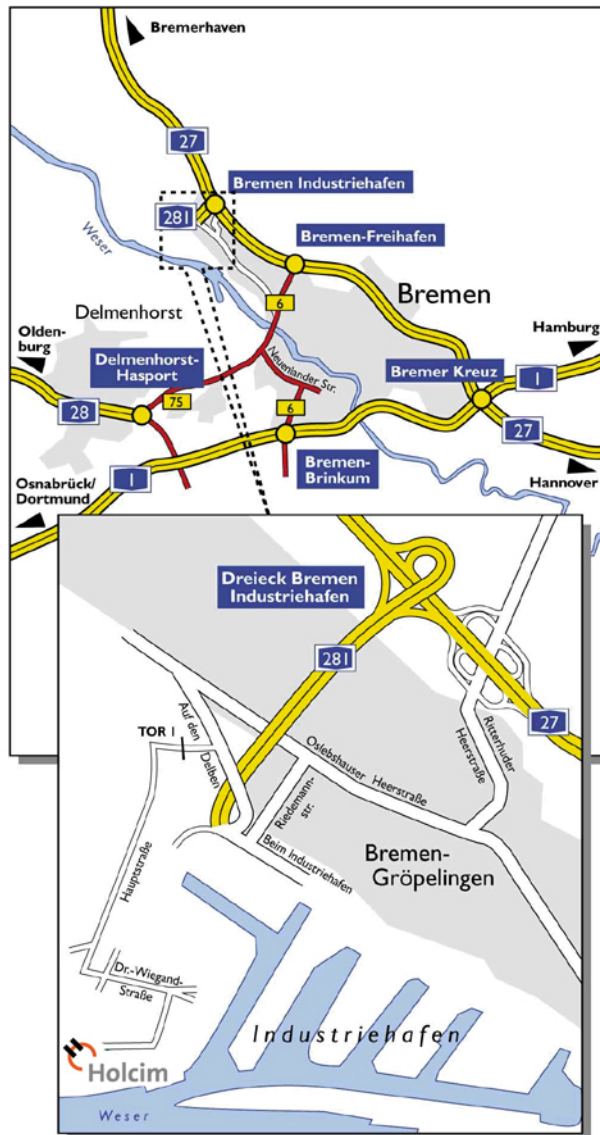 Bremerhaven
27
Bremen Industriehafen
281
Weser
Bremen-Freihafen
6
Bremen
Delmenhorst
Olden-
burg
Hamburg
Delmenhorst-
Hasport
Neuenlander Str.
Bremer Kreuz
1
75
28
6
27
Bremen-
Brinkum
Hannover
1
Osnabrück/
Dortmund
Dreieck Bremen
Industriehafen
281
27
Auf den
Delben
TOR 1
Ritterhuder
Heerstraße
Oslebshauser Heerstraße
Riedemann-
str.
Beim Industriehafen
Bremen-
Gröpelingen
Hauptstraße
Dr.-Wiegand-
Straße
Industriehafen
Holcim
Weser